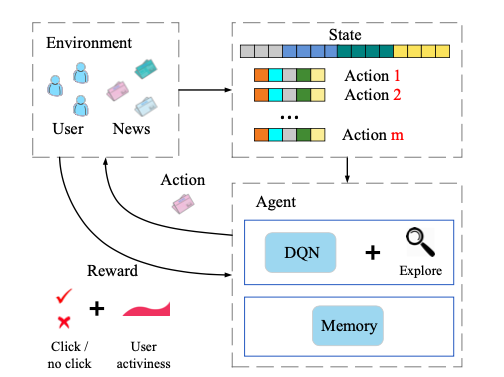 Environment
User
News
State
Action 1
Action 2
...
Action m
Action
Agent
DQN
+
Explore
Memory
Reward
+
Click /
no click
User
activiness